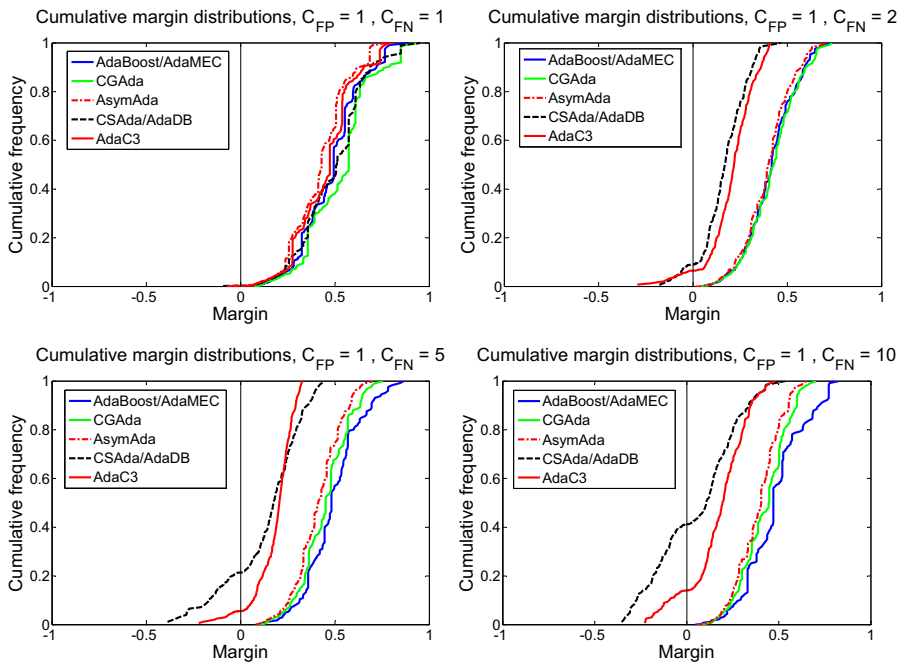 Cumulative margin distributions, C_FP = 1 , C_FN = 1
1
0.8
0.6
0.4
0.2
0
Cumulative frequency
AdaBoost/AdaMEC
CGAda
AsymAda
CSAda/AdaDB
AdaC3
-1
-0.5
0
0.5
1
Margin
Cumulative margin distributions, C_FP = 1 , C_FN = 2
1
0.8
0.6
0.4
0.2
0
Cumulative frequency
AdaBoost/AdaMEC
CGAda
AsymAda
CSAda/AdaDB
AdaC3
-1
-0.5
0
0.5
1
Margin
Cumulative margin distributions, C_FP = 1 , C_FN = 5
1
0.8
0.6
0.4
0.2
0
Cumulative frequency
AdaBoost/AdaMEC
CGAda
AsymAda
CSAda/AdaDB
AdaC3
-1
-0.5
0
0.5
1
Margin
Cumulative margin distributions, C_FP = 1 , C_FN = 10
1
0.8
0.6
0.4
0.2
0
Cumulative frequency
AdaBoost/AdaMEC
CGAda
AsymAda
CSAda/AdaDB
AdaC3
-1
-0.5
0
0.5
1
Margin